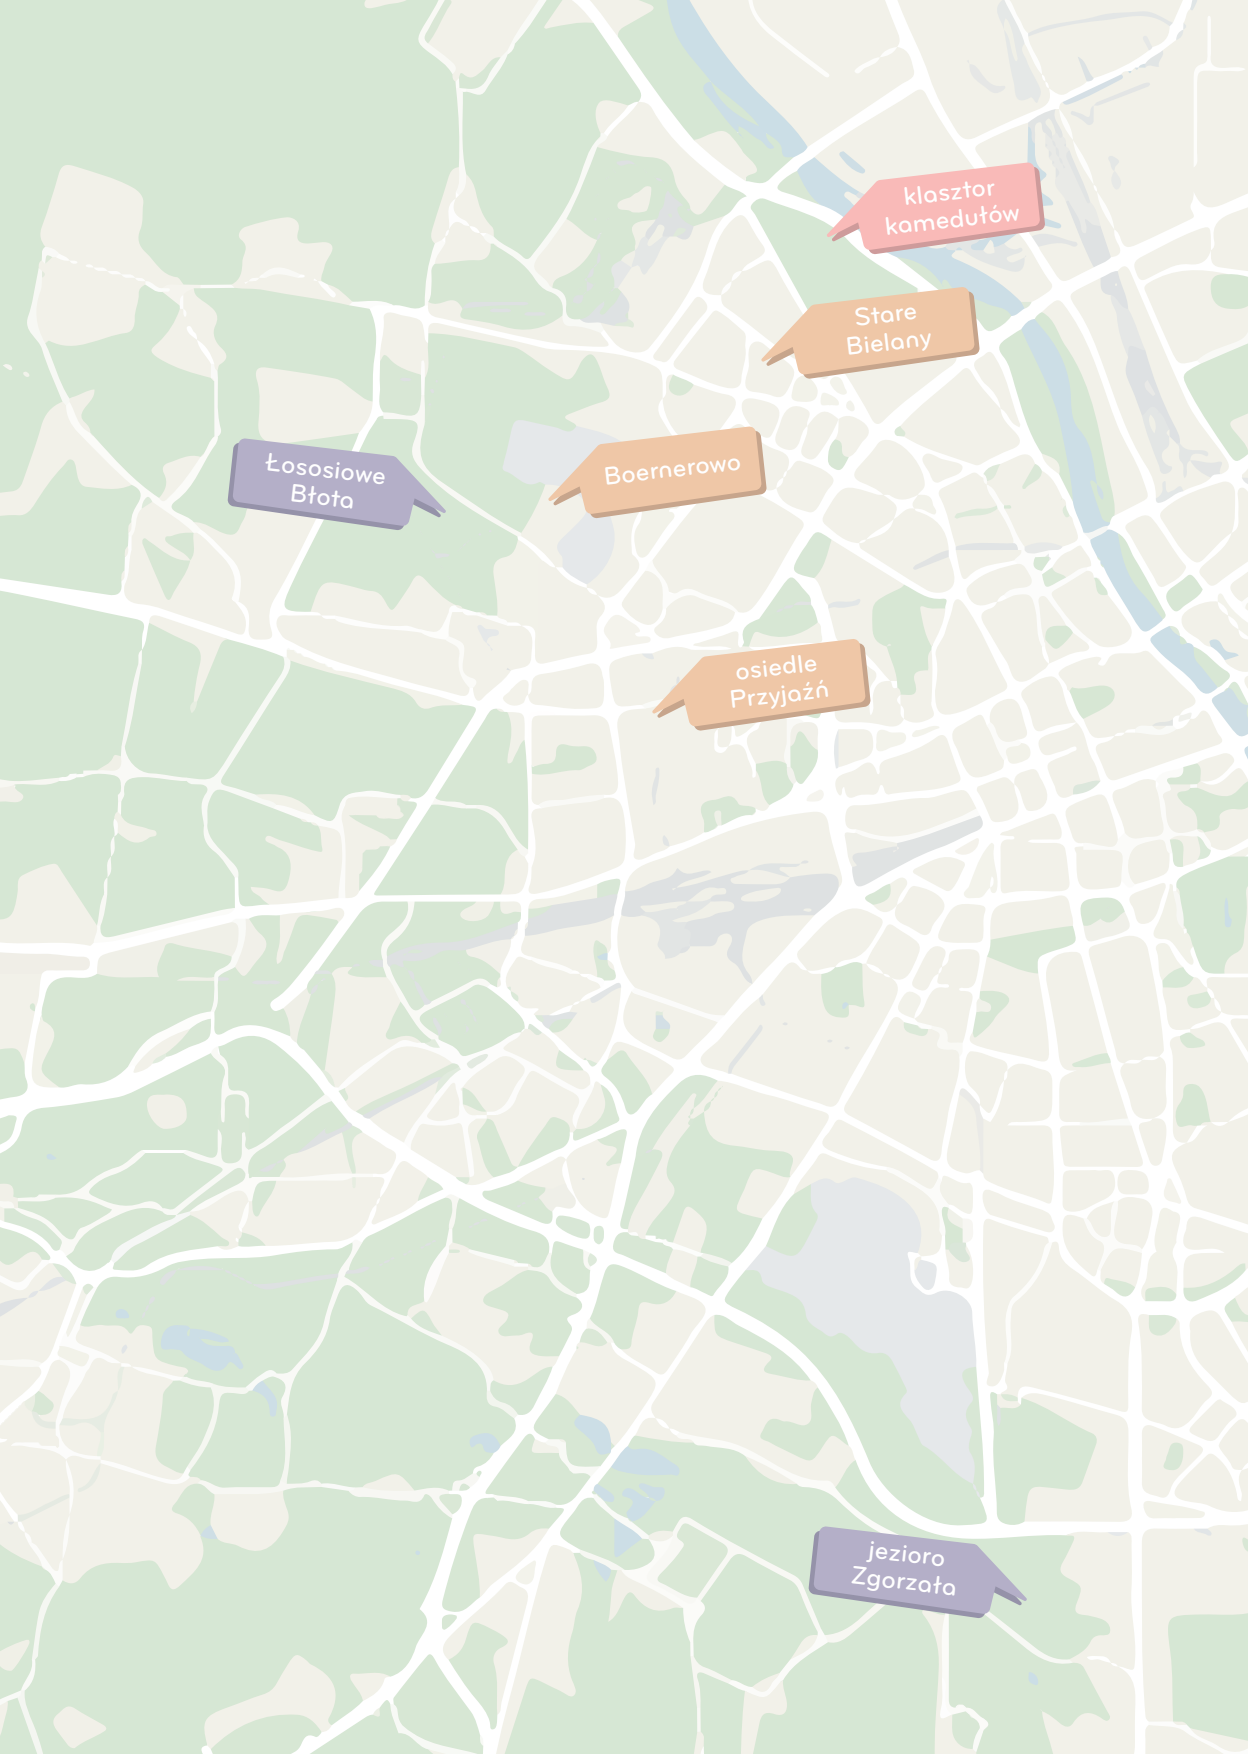 klasztor
kamedułów
Stare
Bielany
Boernerowo
Łososiowe
Błota
osiedle
Przyjaźń
jezioro
Zgorzała